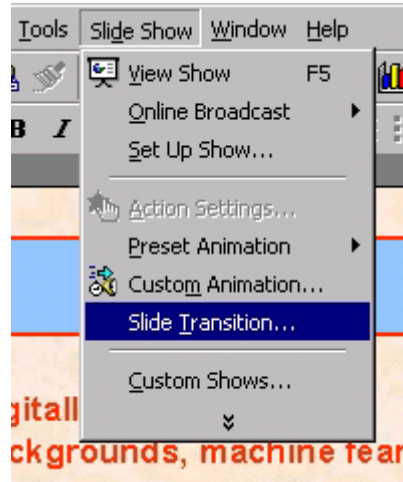 Tools Slide Show Window Help
View Show F5
B I
Online Broadcast
Set Up Show...
Action Settings...
Preset Animation
Custom Animation...
Slide Transition...
Custom Shows...
gitall
ckgrounds, machine fear